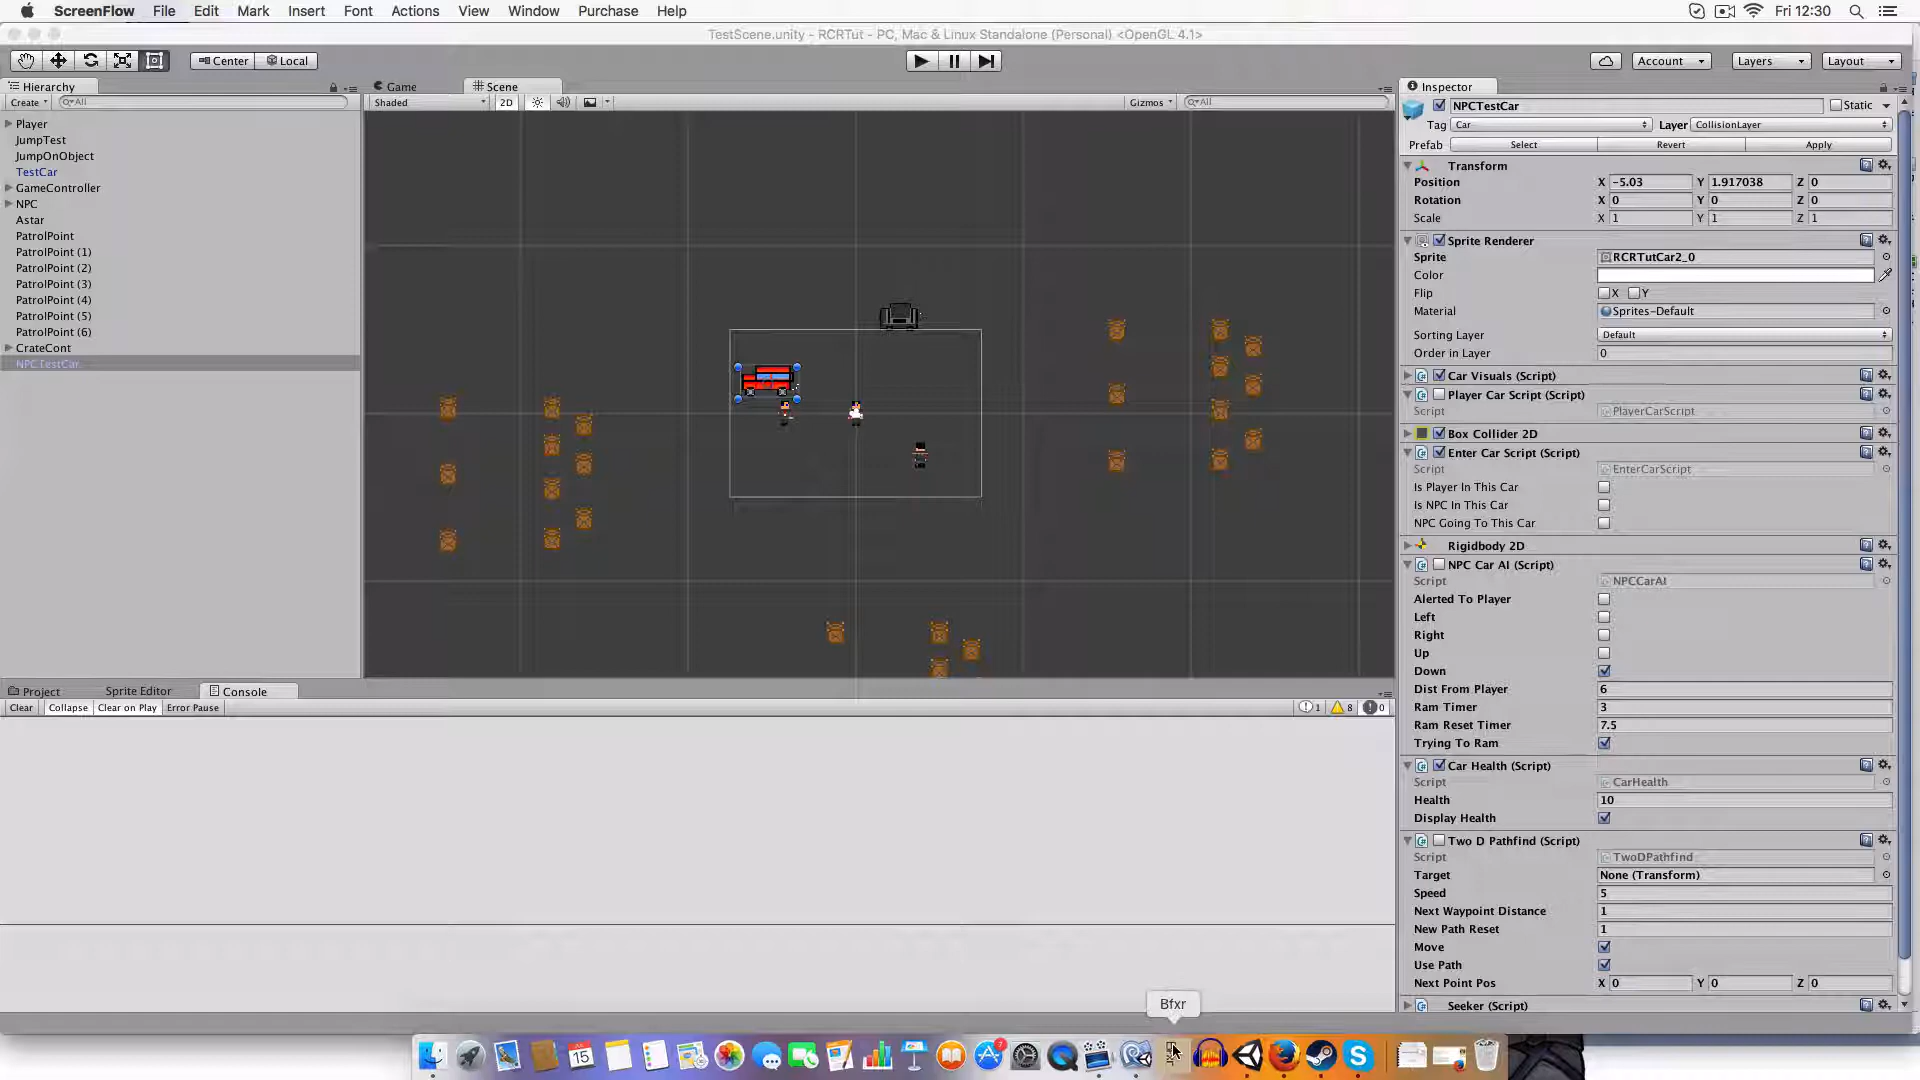 ScreenFlow File Edit Mark Insert Font Actions View Window Purchase Help Fri 12:30
TestScene.unity - RCRTut - PC, Mac & Linux Standalone (Personal) <OpenGL 4.1>
Center Local Account Layers Layout
Hierarchy Game Scene Inspector
Create All Shaded 2D Gizmos All
NPCTestCar Static
Tag Car Layer CollisionLayer
Prefab Select Revert Apply
Player
JumpTest
JumpOnObject
TestCar
GameController
NPC
Astar
PatrolPoint
PatrolPoint (1)
PatrolPoint (2)
PatrolPoint (3)
PatrolPoint (4)
PatrolPoint (5)
PatrolPoint (6)
CrateCont
NPCTestCar
Transform
Position X -5.03 Y 1.917038 Z 0
Rotation X 0 Y 0 Z 0
Scale X 1 Y 1 Z 1
Sprite Renderer
Sprite RCRTutCar2_0
Color
Flip X Y
Material Sprites-Default
Sorting Layer Default
Order in Layer 0
Car Visuals (Script)
Player Car Script (Script)
Script PlayerCarScript
Box Collider 2D
Enter Car Script (Script)
Script EnterCarScript
Is Player In This Car
Is NPC In This Car
NPC Going To This Car
Rigidbody 2D
NPC Car AI (Script)
Script NPCCarAI
Alerted To Player
Left
Right
Up
Down
Dist From Player 6
Ram Timer 3
Ram Reset Timer 7.5
Trying To Ram
Car Health (Script)
Script CarHealth
Health 10
Display Health
Two D Pathfind (Script)
Script TwoDPathfind
Target None (Transform)
Speed 5
Next Waypoint Distance 1
New Path Reset 1
Move
Use Path
Next Point Pos X 0 Y 0 Z 0
Seeker (Script)
Project Sprite Editor Console
Clear Collapse Clear on Play Error Pause 1 8 0
Bfxr
15
7